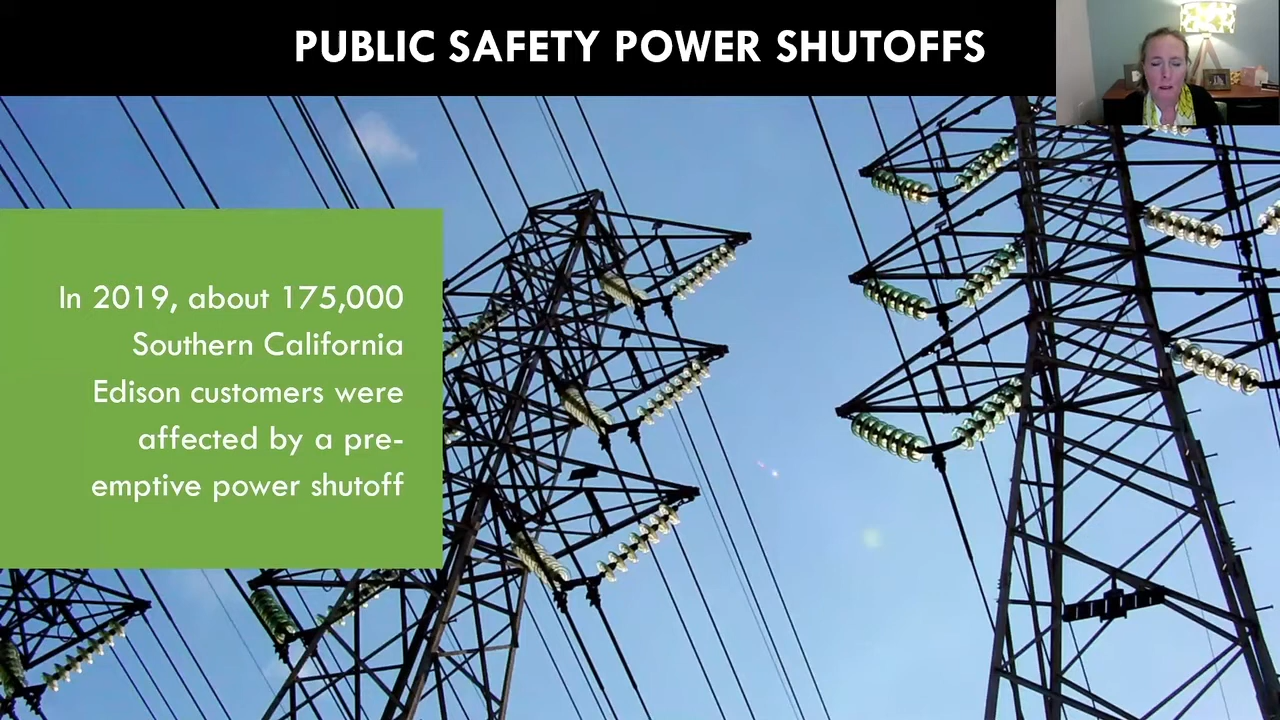 PUBLIC SAFETY POWER SHUTOFFS
In 2019, about 175,000
Southern California
Edison customers were
affected by a pre-
emptive power shutoff